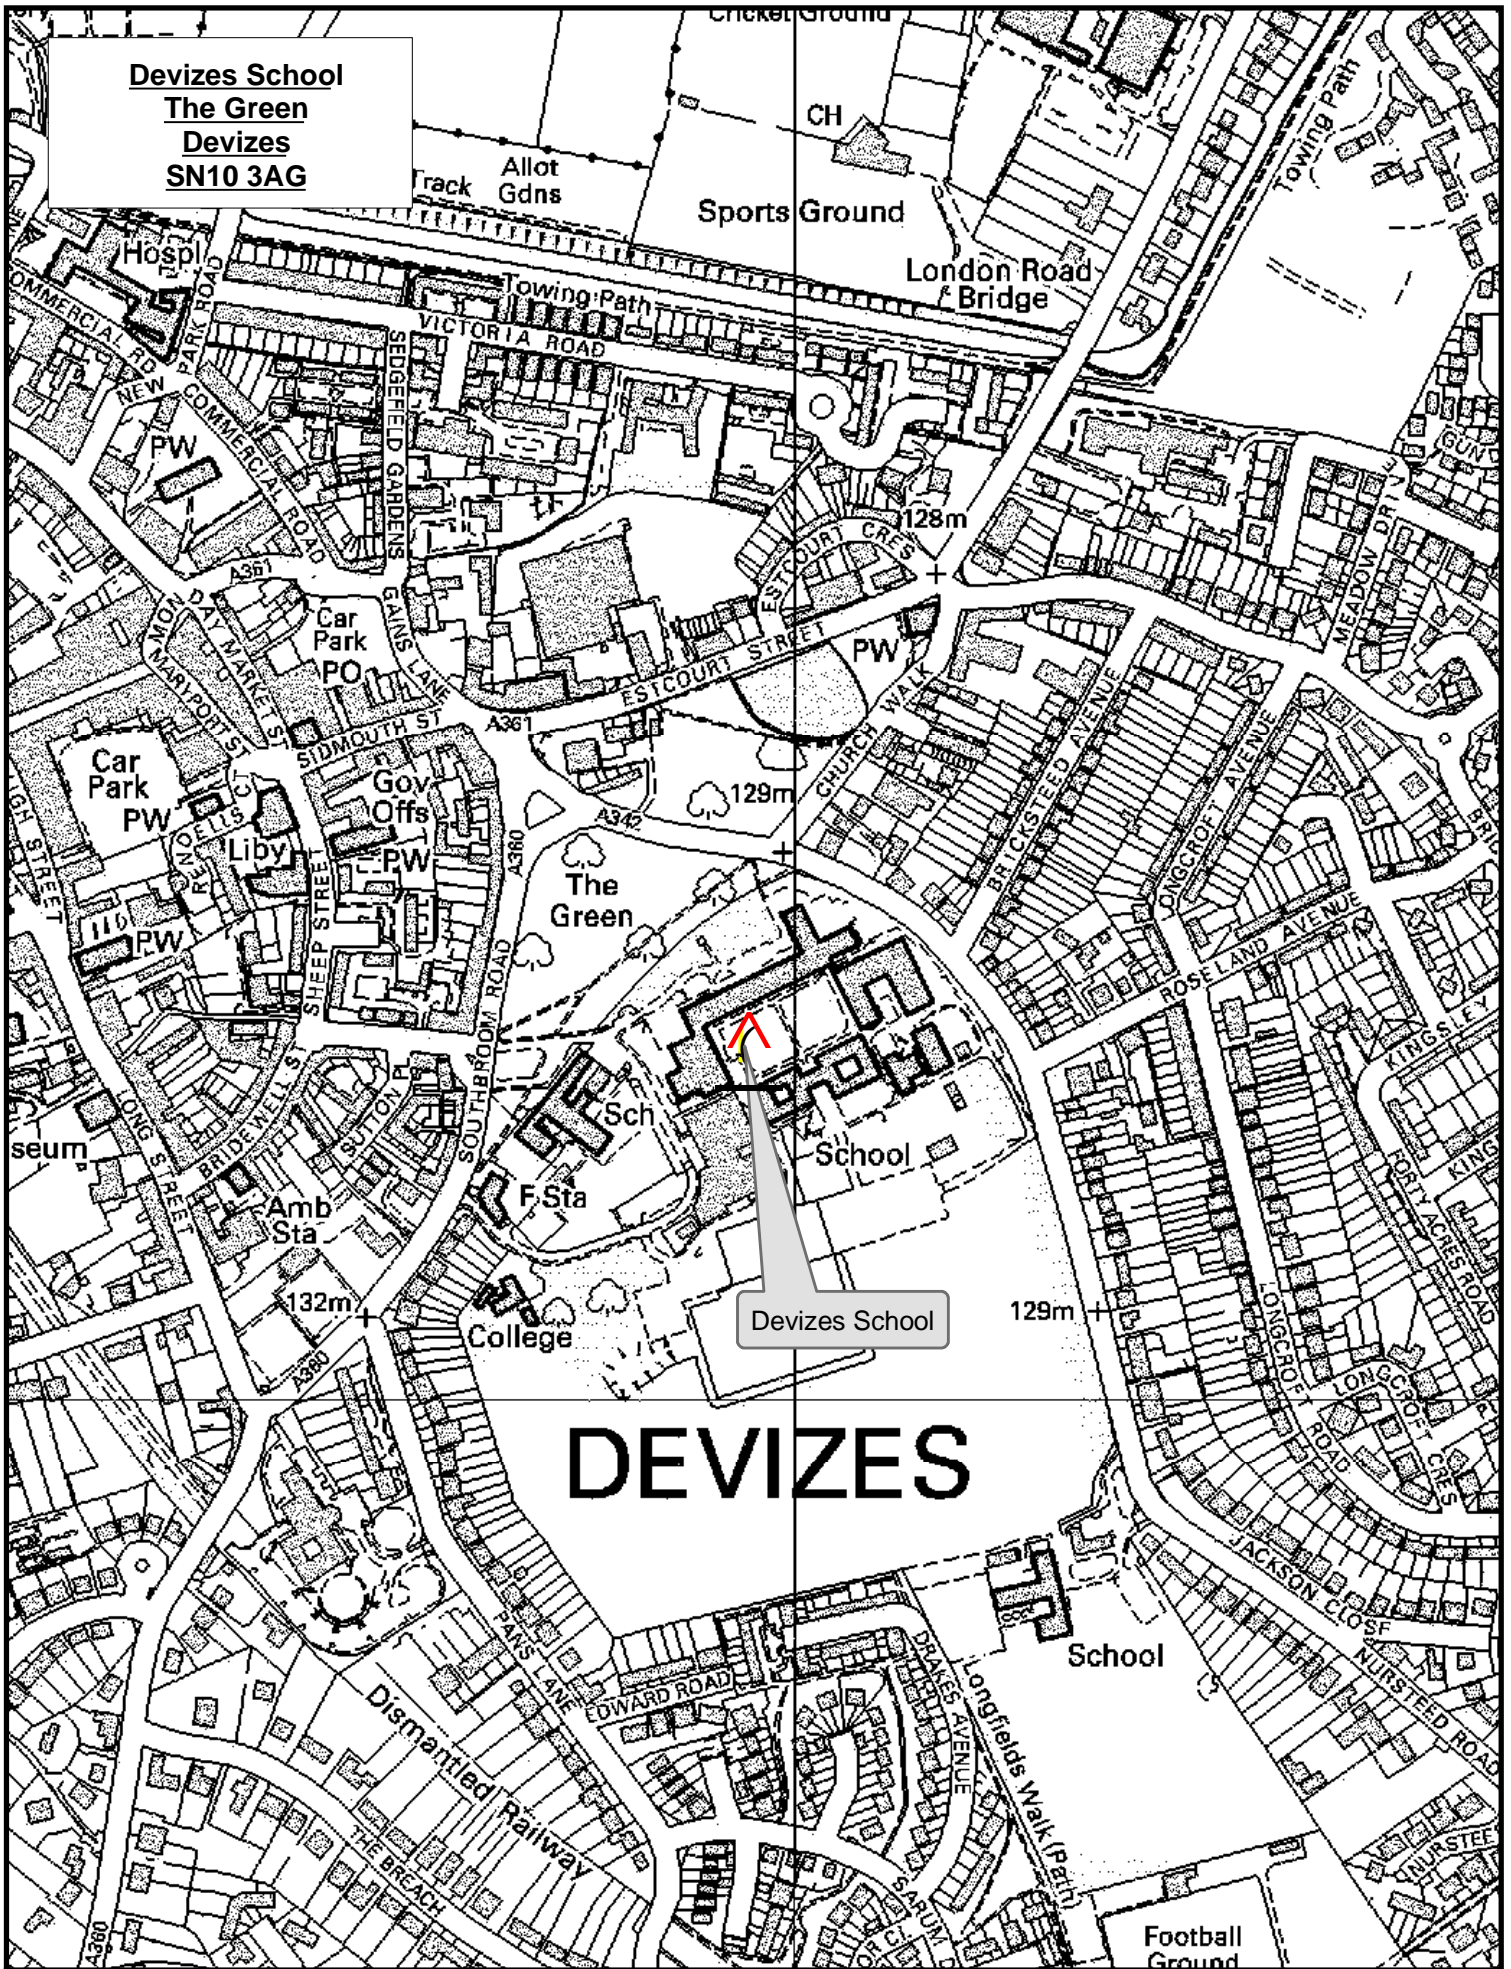 Cricket Ground
Devizes School
The Green
Devizes
SN10 3AG
CH
Towing Path
Track
Allot
Gdns
Sports Ground
Hospl
London Road
Bridge
Towing Path
PARK ROAD
COMMERCIAL RD
VICTORIA ROAD
SEDGEFIELD GARDENS
NEW
COMMERCIAL ROAD
PW
128m
ESTCOURT CRES
MEADOW DRIVE
A361
MONDAY MARKET ST
Car
Park
PO
GAINS LANE
ESTCOURT STREET
PW
MARYPORT ST
SIDMOUTH ST
A361
CHURCH WALK
BRICKSTED AVENUE
LONGCROFT AVENUE
Car
Park
PW
Gov
Offs
129m
A342
RENDELLS CT
Liby
PW
A360
The
Green
PW
SHEEP STREET
ROSELAND AVENUE
SOUTHBROOM ROAD
KINGSLEY
LONG STREET
BRIDEWELL S
SUTTON PL
Sch
School
seum
F Sta
Amb
Sta
FORTY ACRES ROAD
132m
Devizes School
129m
College
A360
LONGCROFT ROAD
LONGCROFT CRES
DEVIZES
JACKSON CLOSE
PANS LANE
School
NURSTEED ROAD
EDWARD ROAD
DRAKES AVENUE
Longfields Walk (Path)
Dismantled Railway
THE BREACH
SARUM
A360
Football
Ground